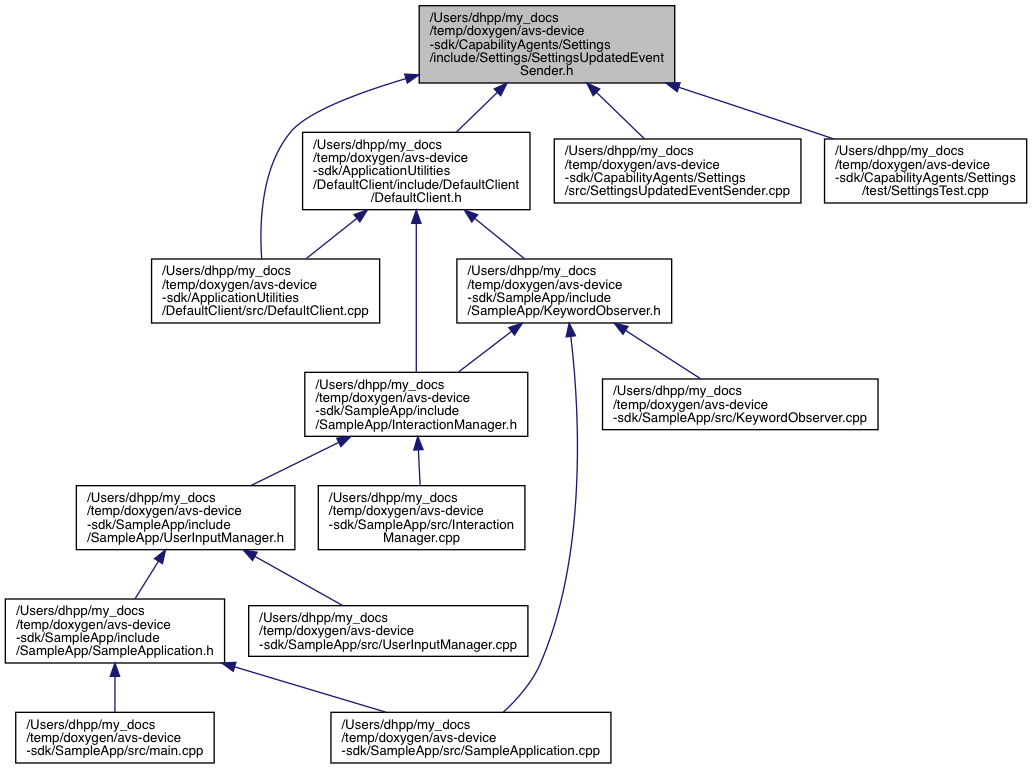 /Users/dhpp/my_docs
/temp/doxygen/avs-device
-sdk/CapabilityAgents/Settings
/include/Settings/SettingsUpdatedEvent
Sender.h
/Users/dhpp/my_docs
/temp/doxygen/avs-device
-sdk/ApplicationUtilities
/DefaultClient/include/DefaultClient
/DefaultClient.h
/Users/dhpp/my_docs
/temp/doxygen/avs-device
-sdk/CapabilityAgents/Settings
/src/SettingsUpdatedEventSender.cpp
/Users/dhpp/my_docs
/temp/doxygen/avs-device
-sdk/CapabilityAgents/Settings
/test/SettingsTest.cpp
/Users/dhpp/my_docs
/temp/doxygen/avs-device
-sdk/ApplicationUtilities
/DefaultClient/src/DefaultClient.cpp
/Users/dhpp/my_docs
/temp/doxygen/avs-device
-sdk/SampleApp/include
/SampleApp/KeywordObserver.h
/Users/dhpp/my_docs
/temp/doxygen/avs-device
-sdk/SampleApp/include
/SampleApp/InteractionManager.h
/Users/dhpp/my_docs
/temp/doxygen/avs-device
-sdk/SampleApp/src/KeywordObserver.cpp
/Users/dhpp/my_docs
/temp/doxygen/avs-device
-sdk/SampleApp/include
/SampleApp/UserInputManager.h
/Users/dhpp/my_docs
/temp/doxygen/avs-device
-sdk/SampleApp/src/Interaction
Manager.cpp
/Users/dhpp/my_docs
/temp/doxygen/avs-device
-sdk/SampleApp/include
/SampleApp/SampleApplication.h
/Users/dhpp/my_docs
/temp/doxygen/avs-device
-sdk/SampleApp/src/UserInputManager.cpp
/Users/dhpp/my_docs
/temp/doxygen/avs-device
-sdk/SampleApp/src/main.cpp
/Users/dhpp/my_docs
/temp/doxygen/avs-device
-sdk/SampleApp/src/SampleApplication.cpp